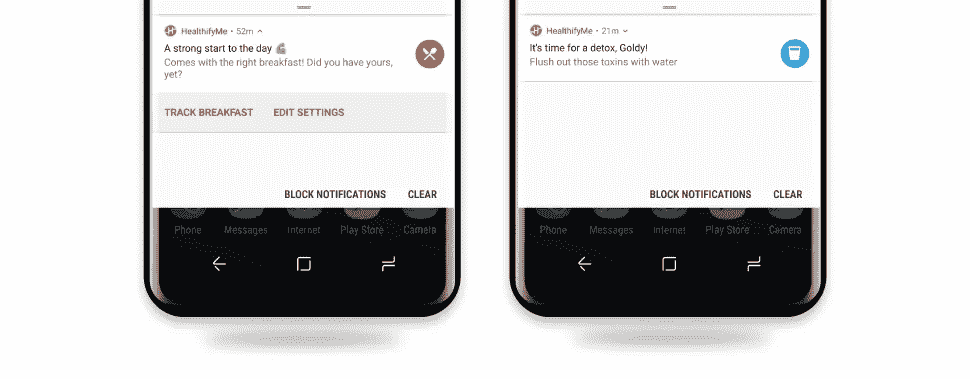 HealthifyMe • 52m
A strong start to the day
Comes with the right breakfast! Did you have yours,
yet?
TRACK BREAKFAST EDIT SETTINGS
BLOCK NOTIFICATIONS CLEAR
Phone Messages Internet Play Store Camera
HealthifyMe • 21m
It's time for a detox, Goldy!
Flush out those toxins with water
BLOCK NOTIFICATIONS CLEAR
Phone Messages Internet Play Store Camera